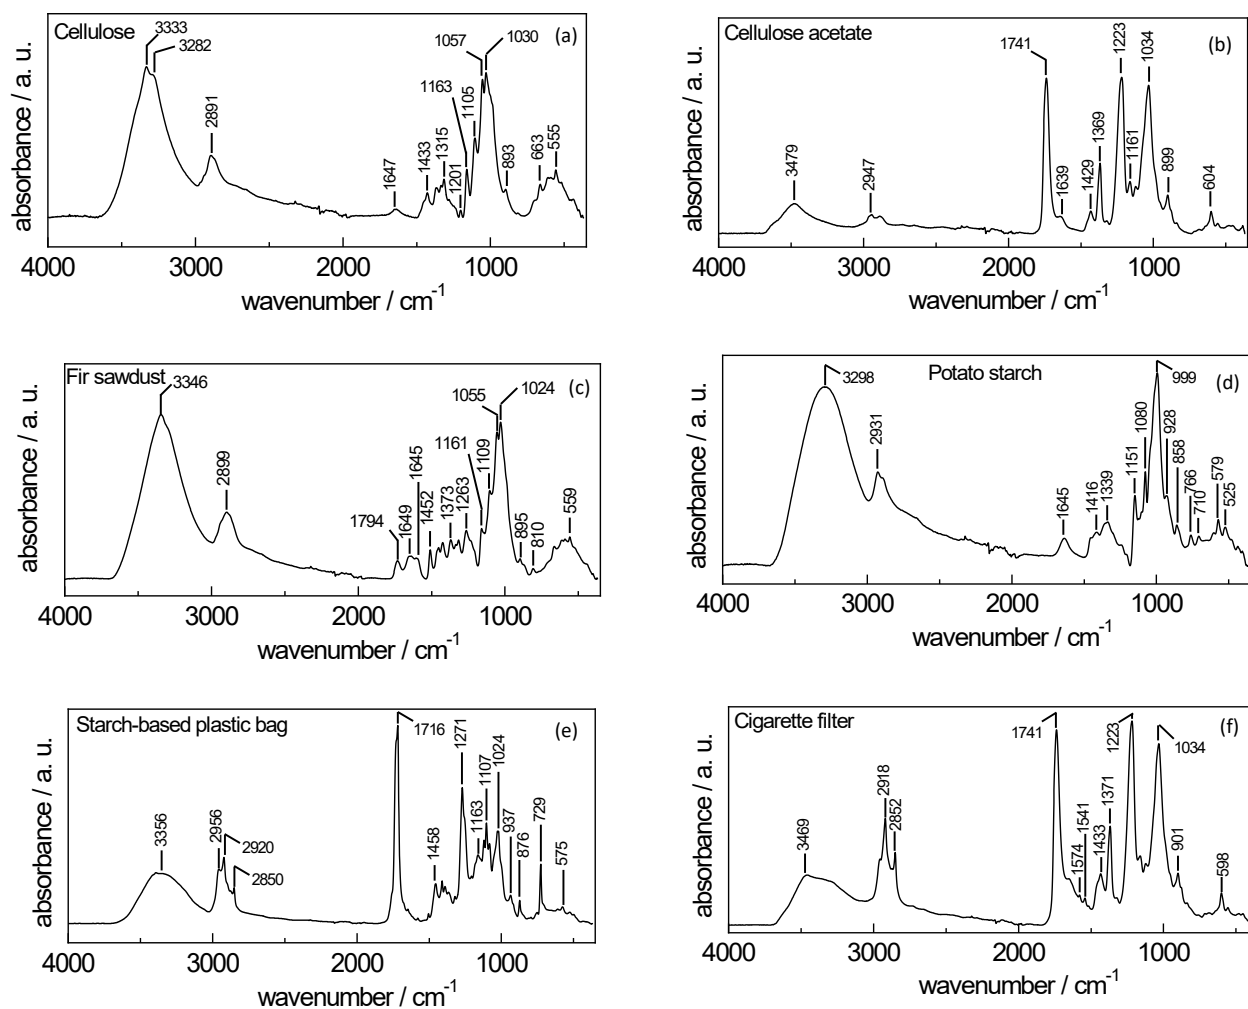 Cellulose
(a)
3333
3282
2891
1647
1433
1315
1201
1163
1105
1057
1030
893
663
555
absorbance / a. u.
4000 3000 2000 1000
wavenumber / cm-1
Cellulose acetate
(b)
3479
2947
1741
1639
1429
1369
1223
1161
1034
899
604
absorbance / a. u.
4000 3000 2000 1000
wavenumber / cm-1
Fir sawdust
(c)
3346
2899
1794
1649
1645
1452
1373
1263
1161
1109
1055
1024
895
810
559
absorbance / a. u.
4000 3000 2000 1000
wavenumber / cm-1
Potato starch
(d)
3298
2931
1645
1416
1339
1151
1080
999
928
858
766
710
579
525
absorbance / a. u.
4000 3000 2000 1000
wavenumber / cm-1
Starch-based plastic bag
(e)
3356
2956
2920
2850
1716
1458
1271
1163
1107
1024
937
876
729
575
absorbance / a. u.
4000 3000 2000 1000
wavenumber / cm-1
Cigarette filter
(f)
3469
2918
2852
1741
1574
1541
1433
1371
1223
1034
901
598
absorbance / a. u.
4000 3000 2000 1000
wavenumber / cm-1